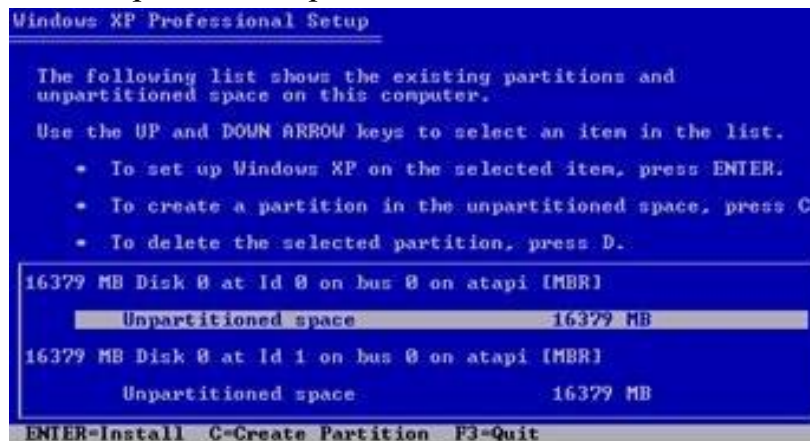 Windows XP Professional Setup
The following list shows the existing partitions and
unpartitioned space on this computer.
Use the UP and DOWN ARROW keys to select an item in the list.
• To set up Windows XP on the selected item, press ENTER.
• To create a partition in the unpartitioned space, press C
• To delete the selected partition, press D.
16379 MB Disk 0 at Id 0 on bus 0 on atapi [MBR]
Unpartitioned space 16379 MB
16379 MB Disk 0 at Id 1 on bus 0 on atapi [MBR]
Unpartitioned space 16379 MB
ENTER=Install C=Create Partition F3=Quit